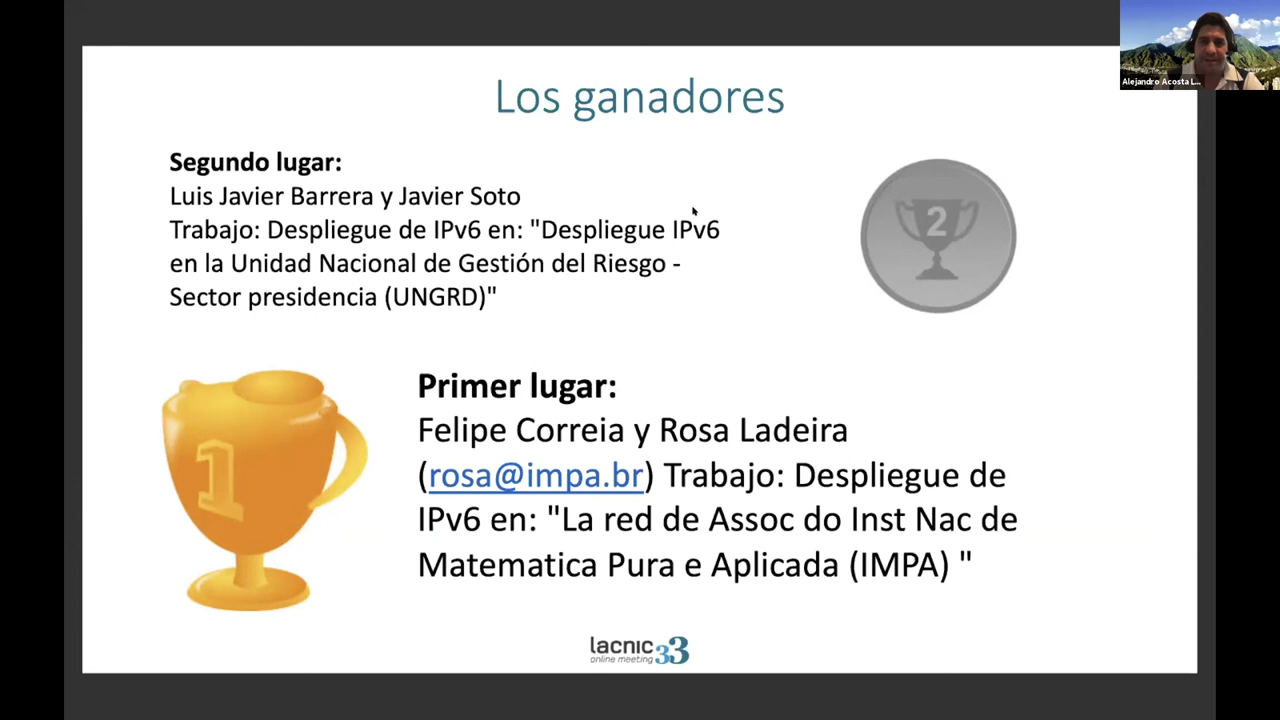 Los ganadores
Alejandro Acosta L...
Segundo lugar:
Luis Javier Barrera y Javier Soto
Trabajo: Despliegue de IPv6 en: "Despliegue IPv6
en la Unidad Nacional de Gestión del Riesgo -
Sector presidencia (UNGRD)"
2
1
Primer lugar:
Felipe Correia y Rosa Ladeira
(rosa@impa.br) Trabajo: Despliegue de
IPv6 en: "La red de Assoc do Inst Nac de
Matematica Pura e Aplicada (IMPA) "
lacnic 33
online meeting